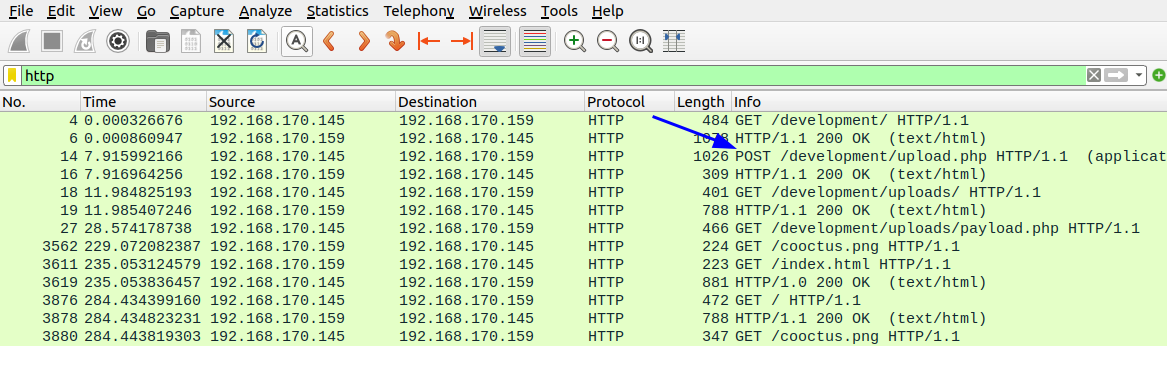 File Edit View Go Capture Analyze Statistics Telephony Wireless Tools Help
http
No. Time Source Destination Protocol Length Info
4 0.000326676 192.168.170.145 192.168.170.159 HTTP 484 GET /development/ HTTP/1.1
6 0.000860947 192.168.170.159 192.168.170.145 HTTP 1078 HTTP/1.1 200 OK (text/html)
14 7.915992166 192.168.170.145 192.168.170.159 HTTP 1026 POST /development/upload.php HTTP/1.1 (applicat
16 7.916964256 192.168.170.159 192.168.170.145 HTTP 309 HTTP/1.1 200 OK (text/html)
18 11.984825193 192.168.170.145 192.168.170.159 HTTP 401 GET /development/uploads/ HTTP/1.1
19 11.985407246 192.168.170.159 192.168.170.145 HTTP 788 HTTP/1.1 200 OK (text/html)
27 28.574178738 192.168.170.145 192.168.170.159 HTTP 466 GET /development/uploads/payload.php HTTP/1.1
3562 229.072082387 192.168.170.159 192.168.170.145 HTTP 224 GET /cooctus.png HTTP/1.1
3611 235.053124579 192.168.170.159 192.168.170.145 HTTP 223 GET /index.html HTTP/1.1
3619 235.053836457 192.168.170.145 192.168.170.159 HTTP 881 HTTP/1.0 200 OK (text/html)
3876 284.434399160 192.168.170.145 192.168.170.159 HTTP 472 GET / HTTP/1.1
3878 284.434823231 192.168.170.159 192.168.170.145 HTTP 788 HTTP/1.1 200 OK (text/html)
3880 284.443819303 192.168.170.145 192.168.170.159 HTTP 347 GET /cooctus.png HTTP/1.1